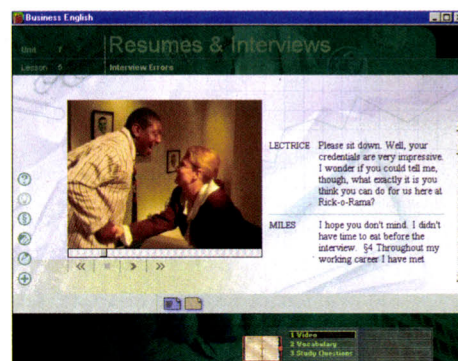 Business English
Unit 7
Resumes & Interviews
Lesson 5
Interview Errors
LECTRICE Please sit down. Well, your
credentials are very impressive.
I wonder if you could tell me,
though, what exactly it is you
think you can do for us here at
Rick-o-Rama?
MILES I hope you don't mind. I didn't
have time to eat before the
interview. §4 Throughout my
working career I have met
1 Video
2 Vocabulary
3 Study Questions